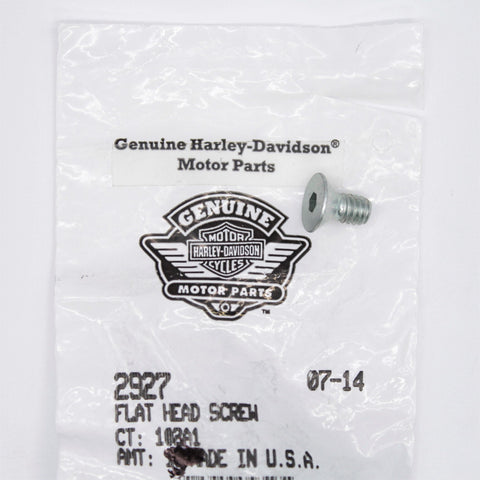 Genuine Harley-Davidson®
Motor Parts
GENUINE
MOTOR
HARLEY-DAVIDSON
CYCLES
MOTOR PARTS
™
2927 07-14
FLAT HEAD SCREW
CT: 103A1
AMT: MADE IN U.S.A.